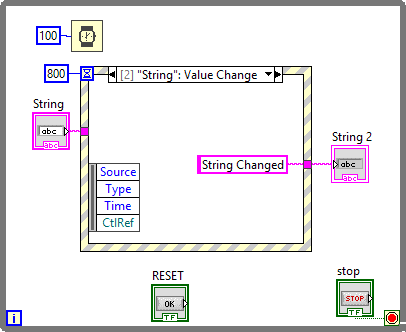 100
800
[2] "String": Value Change
String
abc
abc
Source
Type
Time
CtlRef
String Changed
String 2
abc
abc
RESET
OK
TF
stop
STOP
TF
i